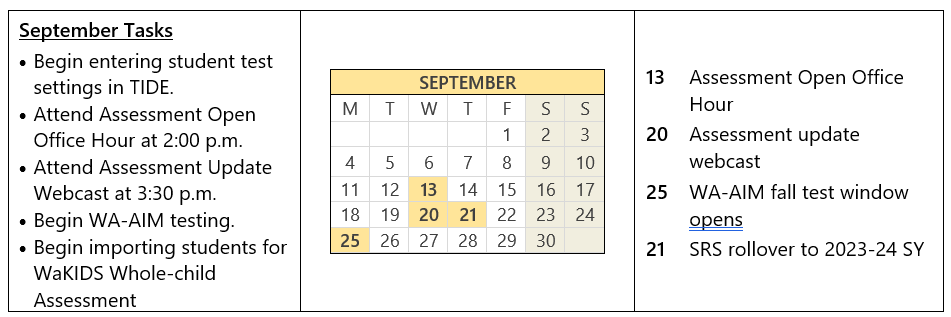 September Tasks
• Begin entering student test
settings in TIDE.
• Attend Assessment Open
Office Hour at 2:00 p.m.
• Attend Assessment Update
Webcast at 3:30 p.m.
• Begin WA-AIM testing.
• Begin importing students for
WaKIDS Whole-child
Assessment
SEPTEMBER
M T W T F S S
1 2 3
4 5 6 7 8 9 10
11 12 13 14 15 16 17
18 19 20 21 22 23 24
25 26 27 28 29 30
13 Assessment Open Office
Hour
20 Assessment update
webcast
25 WA-AIM fall test window
opens
21 SRS rollover to 2023-24 SY